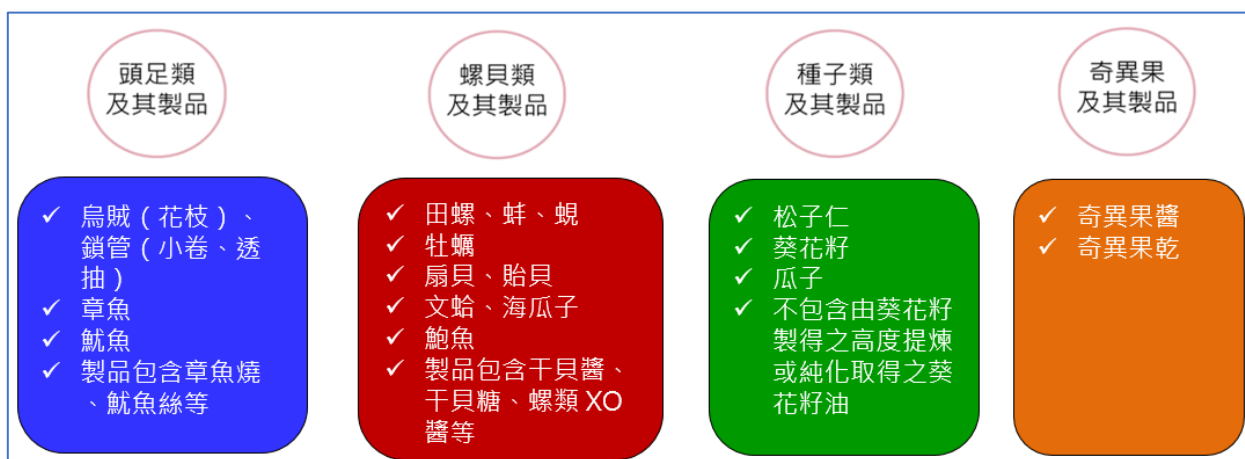 頭足類
及其製品
螺貝類
及其製品
種子類
及其製品
奇異果
及其製品
✓ 烏賊（花枝）、
鎖管（小卷、透
抽）
✓ 章魚
✓ 魷魚
✓ 製品包含章魚燒
、魷魚絲等
✓ 田螺、蚌、蜆
✓ 牡蠣
✓ 扇貝、貽貝
✓ 文蛤、海瓜子
✓ 鮑魚
✓ 製品包含干貝醬、
干貝糖、螺類 XO
醬等
✓ 松子仁
✓ 葵花籽
✓ 瓜子
✓ 不包含由葵花籽
製得之高度提煉
或純化取得之葵
花籽油
✓ 奇異果醬
✓ 奇異果乾